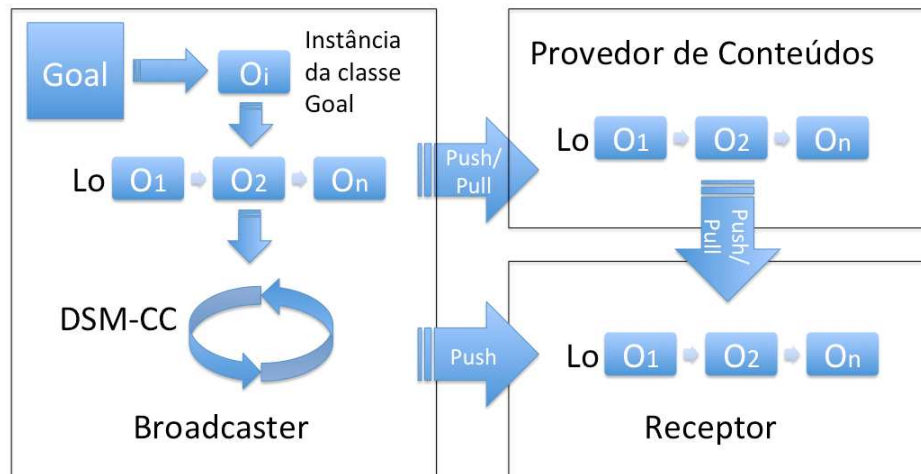 Goal
Oi
Instância
da classe
Goal
Lo O1 O2 On
DSM-CC
Broadcaster
Push/
Pull
Push
Provedor de Conteúdos
Lo O1 O2 On
Push/
Pull
Lo O1 O2 On
Receptor